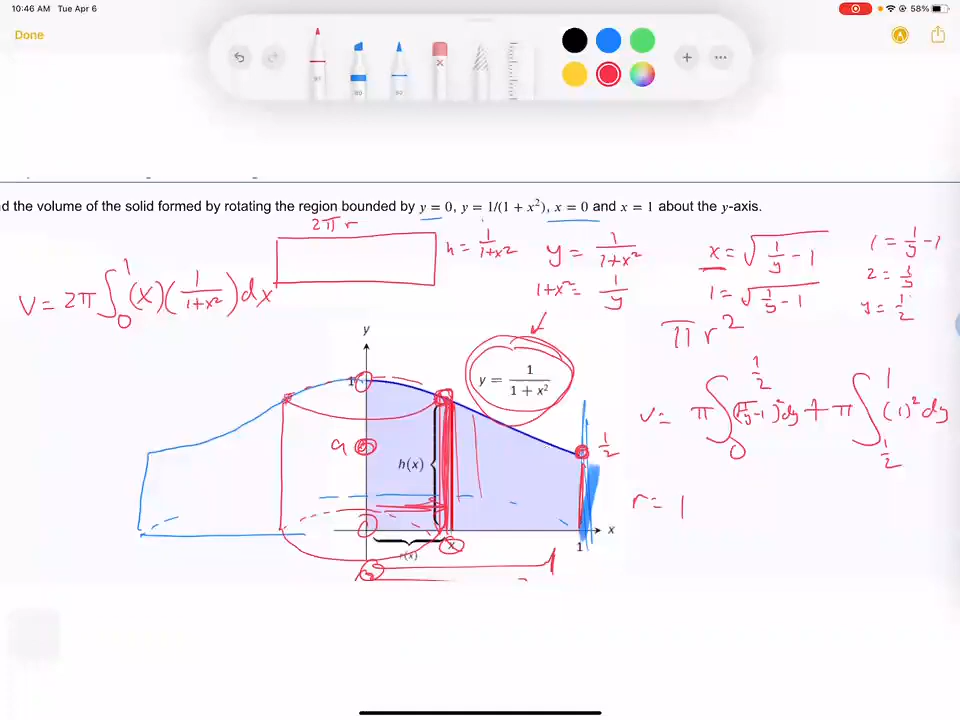 10:46 AM Tue Apr 6
58%
Done
d the volume of the solid formed by rotating the region bounded by y = 0, y = 1/(1 + x²), x = 0 and x = 1 about the y-axis.
2πr
h = 1/(1+x²)
y = 1/(1+x²)
1+x² = 1/y
x = √(1/y − 1)
1 = √(1/y − 1)
1 = 1/y − 1
2 = 1/y
y = 1/2
πr²
V = 2π ∫₀¹ (x)(1/(1+x²)) dx
y
1
y = 1/(1 + x²)
V = π ∫₀^(1/2) (√(1/y − 1))² dy + π ∫_(1/2)^1 (1)² dy
h(x)
1/2
r = 1
r(x)
x
1
x